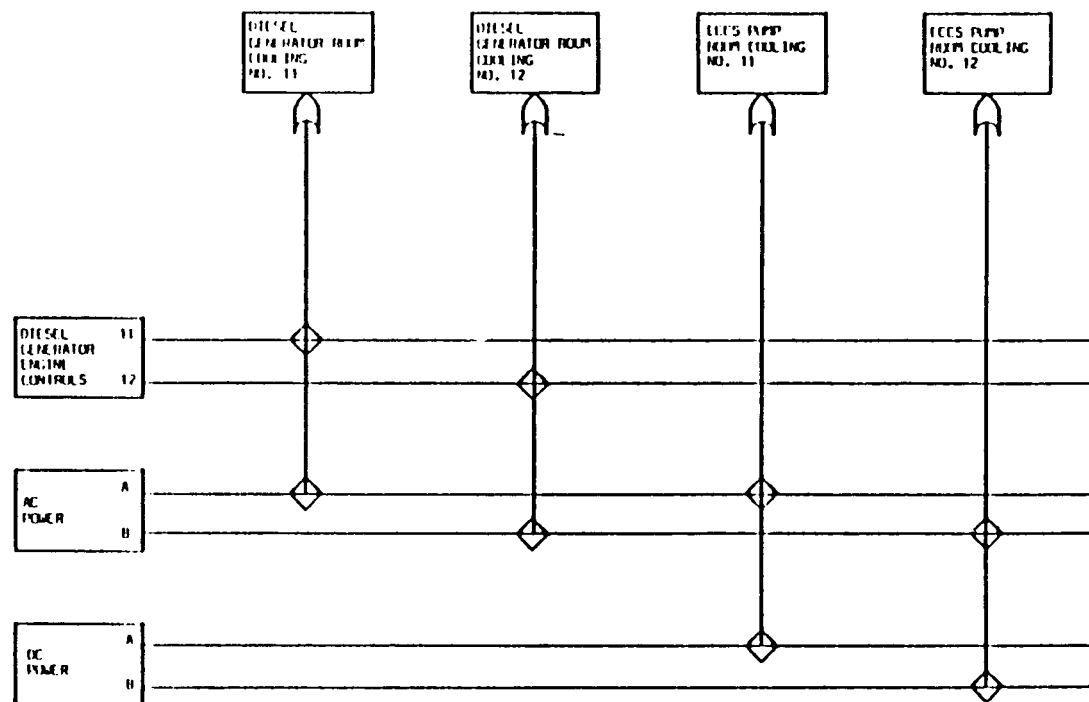 DIESEL
GENERATOR ROOM
COOLING
NO. 11
DIESEL
GENERATOR ROOM
COOLING
NO. 12
ECCS PUMP
ROOM COOLING
NO. 11
ECCS PUMP
ROOM COOLING
NO. 12
DIESEL 11
GENERATOR
ENGINE
CONTROLS 12
A
AC
POWER
B
A
DC
POWER
B